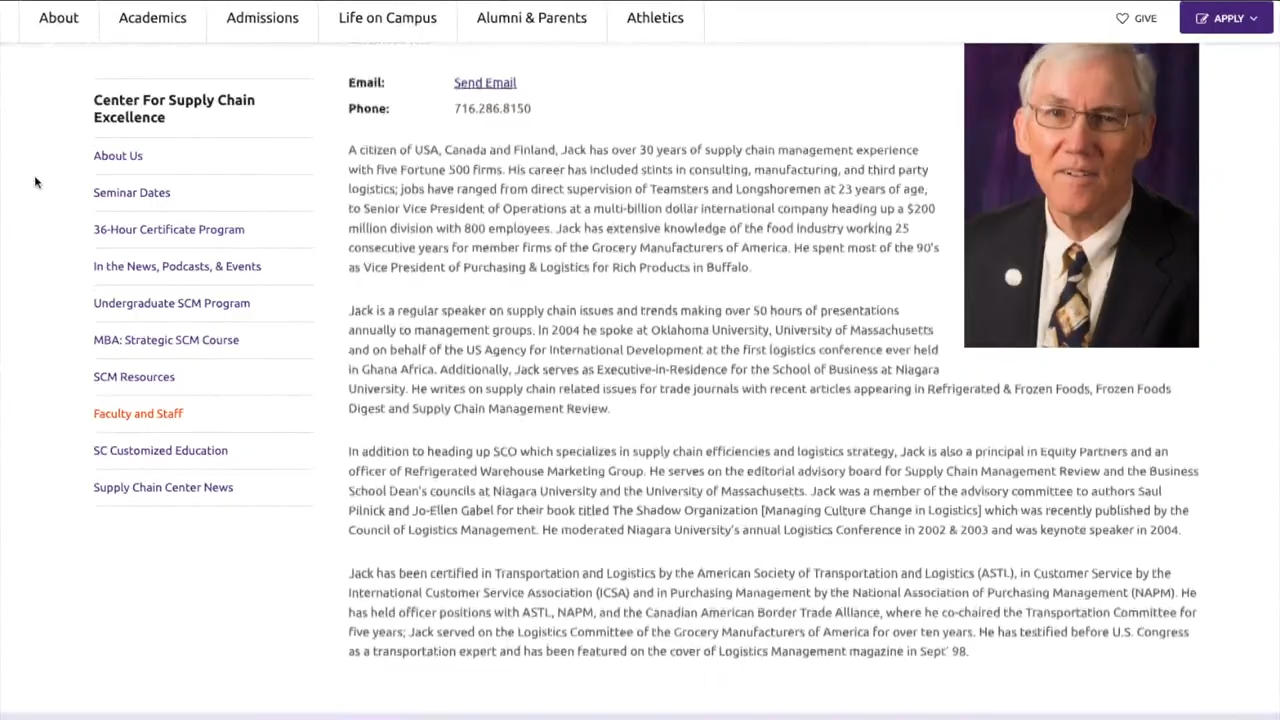 About
Academics
Admissions
Life on Campus
Alumni & Parents
Athletics
GIVE
APPLY
Center For Supply Chain
Excellence
About Us
Seminar Dates
36-Hour Certificate Program
In the News, Podcasts, & Events
Undergraduate SCM Program
MBA: Strategic SCM Course
SCM Resources
Faculty and Staff
SC Customized Education
Supply Chain Center News
Email: Send Email
Phone: 716.286.8150
A citizen of USA, Canada and Finland, Jack has over 30 years of supply chain management experience
with five Fortune 500 firms. His career has included stints in consulting, manufacturing, and third party
logistics; jobs have ranged from direct supervision of Teamsters and Longshoremen at 23 years of age,
to Senior Vice President of Operations at a multi-billion dollar international company heading up a $200
million division with 800 employees. Jack has extensive knowledge of the food industry working 25
consecutive years for member firms of the Grocery Manufacturers of America. He spent most of the 90's
as Vice President of Purchasing & Logistics for Rich Products in Buffalo.
Jack is a regular speaker on supply chain issues and trends making over 50 hours of presentations
annually to management groups. In 2004 he spoke at Oklahoma University, University of Massachusetts
and on behalf of the US Agency for International Development at the first logistics conference ever held
in Ghana Africa. Additionally, Jack serves as Executive-in-Residence for the School of Business at Niagara
University. He writes on supply chain related issues for trade journals with recent articles appearing in Refrigerated & Frozen Foods, Frozen Foods
Digest and Supply Chain Management Review.
In addition to heading up SCO which specializes in supply chain efficiencies and logistics strategy, Jack is also a principal in Equity Partners and an
officer of Refrigerated Warehouse Marketing Group. He serves on the editorial advisory board for Supply Chain Management Review and the Business
School Dean's councils at Niagara University and the University of Massachusetts. Jack was a member of the advisory committee to authors Saul
Pilnick and Jo-Ellen Gabel for their book titled The Shadow Organization [Managing Culture Change in Logistics] which was recently published by the
Council of Logistics Management. He moderated Niagara University's annual Logistics Conference in 2002 & 2003 and was keynote speaker in 2004.
Jack has been certified in Transportation and Logistics by the American Society of Transportation and Logistics (ASTL), in Customer Service by the
International Customer Service Association (ICSA) and in Purchasing Management by the National Association of Purchasing Management (NAPM). He
has held officer positions with ASTL, NAPM, and the Canadian American Border Trade Alliance, where he co-chaired the Transportation Committee for
five years; Jack served on the Logistics Committee of the Grocery Manufacturers of America for over ten years. He has testified before U.S. Congress
as a transportation expert and has been featured on the cover of Logistics Management magazine in Sept' 98.